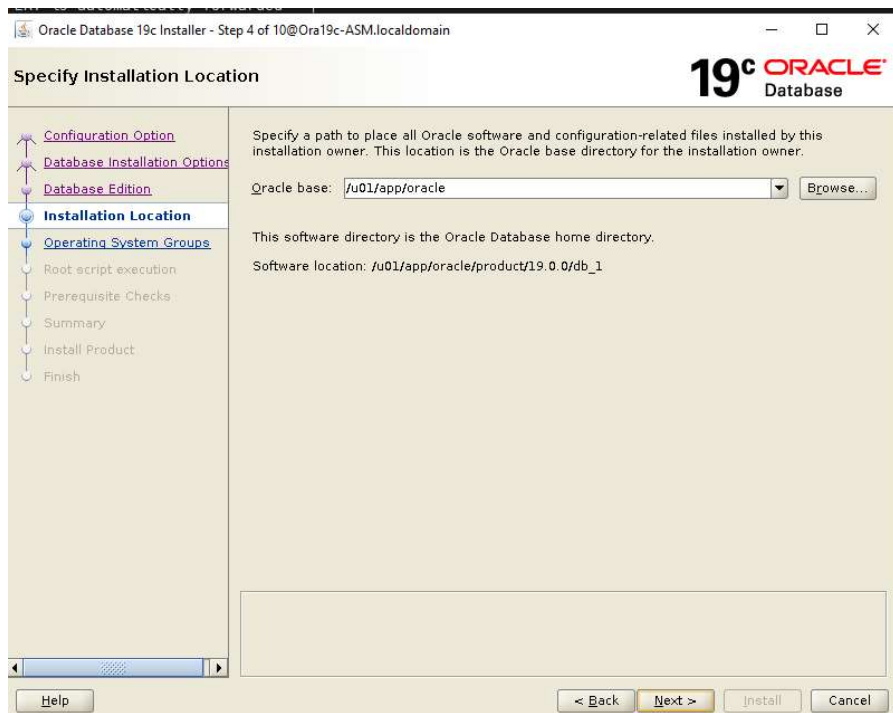 Oracle Database 19c Installer - Step 4 of 10@Ora19c-ASM.localdomain
Specify Installation Location
19c ORACLE
Database
Configuration Option
Database Installation Options
Database Edition
Installation Location
Operating System Groups
Root script execution
Prerequisite Checks
Summary
Install Product
Finish
Specify a path to place all Oracle software and configuration-related files installed by this
installation owner. This location is the Oracle base directory for the installation owner.
Oracle base: /u01/app/oracle Browse...
This software directory is the Oracle Database home directory.
Software location: /u01/app/oracle/product/19.0.0/db_1
Help < Back Next > Install Cancel